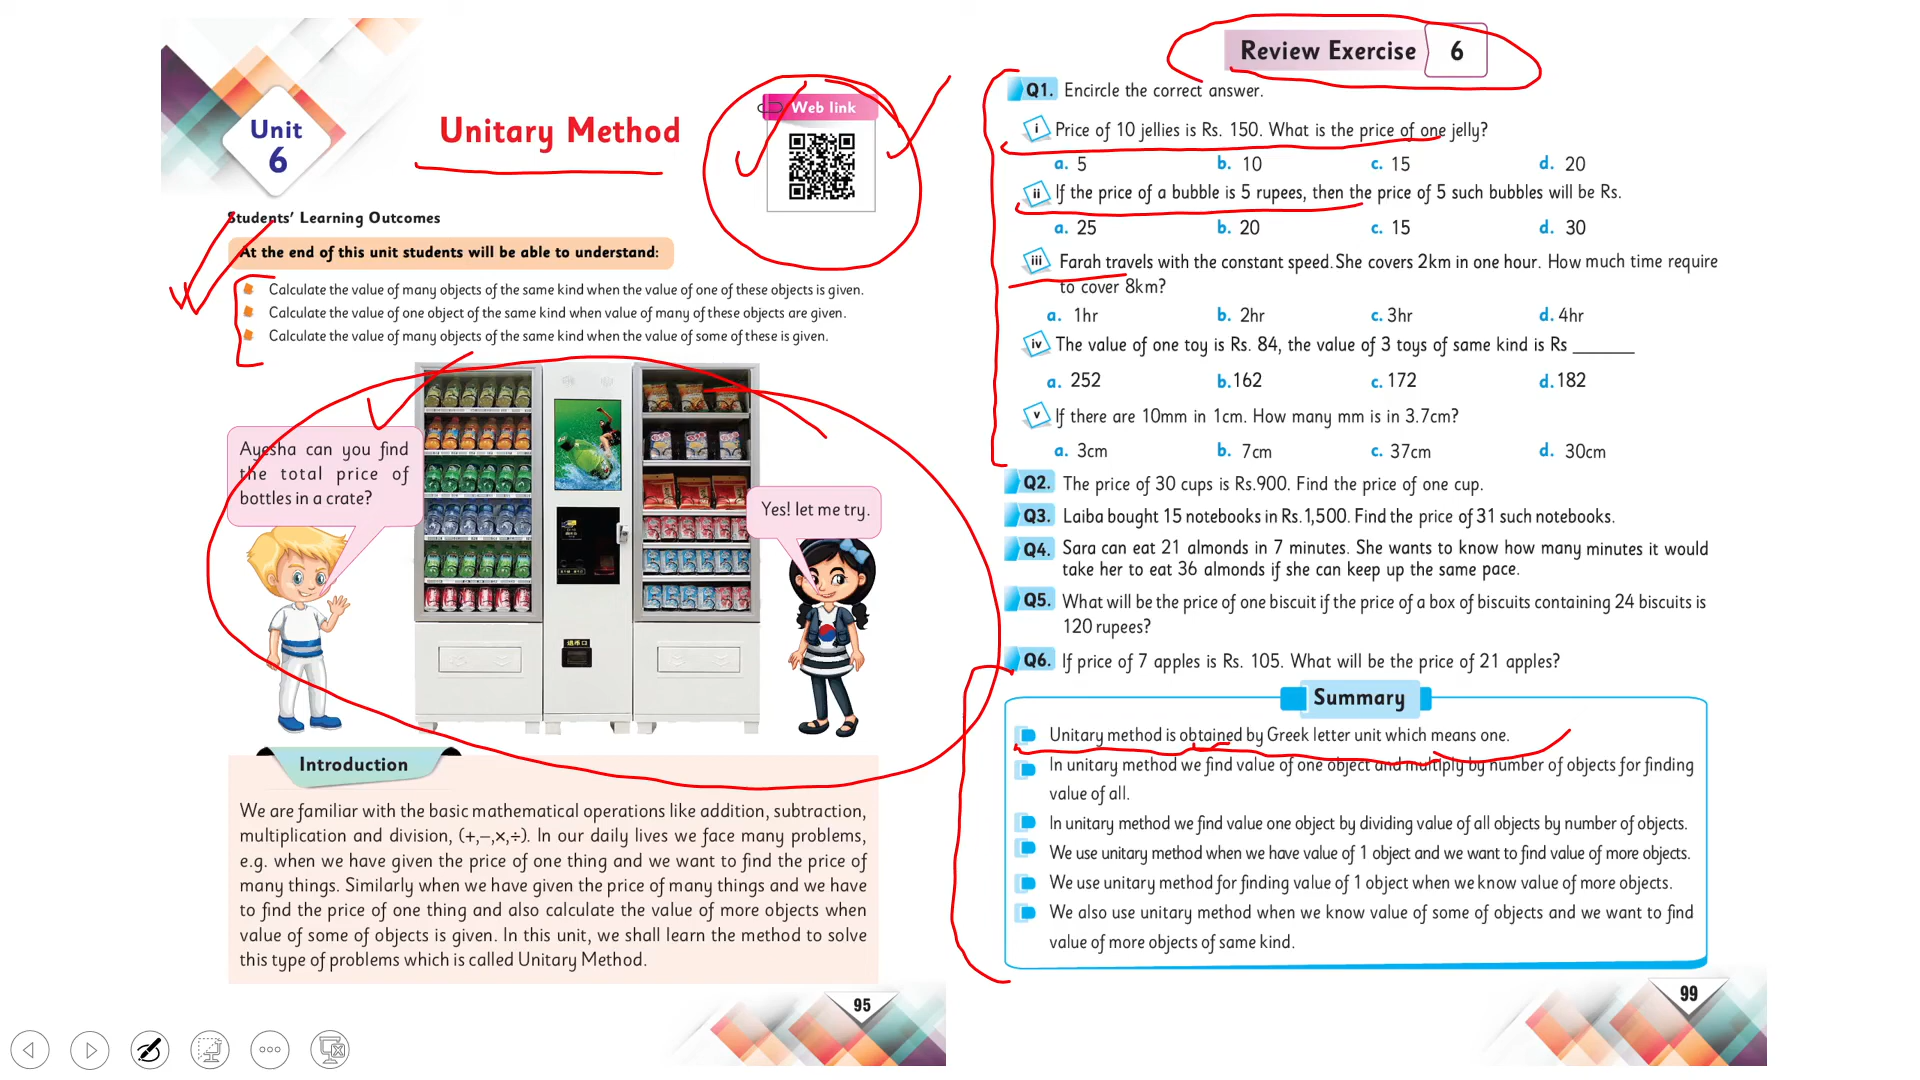 Unit
6
Unitary Method
Web link
Students' Learning Outcomes
At the end of this unit students will be able to understand:
Calculate the value of many objects of the same kind when the value of one of these objects is given.
Calculate the value of one object of the same kind when value of many of these objects are given.
Calculate the value of many objects of the same kind when the value of some of these is given.
Ayesha can you find
the total price of
bottles in a crate?
Yes! let me try.
Introduction
We are familiar with the basic mathematical operations like addition, subtraction,
multiplication and division, (+,−,×,÷). In our daily lives we face many problems,
e.g. when we have given the price of one thing and we want to find the price of
many things. Similarly when we have given the price of many things and we have
to find the price of one thing and also calculate the value of more objects when
value of some of objects is given. In this unit, we shall learn the method to solve
this type of problems which is called Unitary Method.
95
Review Exercise 6
Q1. Encircle the correct answer.
i Price of 10 jellies is Rs. 150. What is the price of one jelly?
a. 5 b. 10 c. 15 d. 20
ii If the price of a bubble is 5 rupees, then the price of 5 such bubbles will be Rs.
a. 25 b. 20 c. 15 d. 30
iii Farah travels with the constant speed. She covers 2km in one hour. How much time require
to cover 8km?
a. 1hr b. 2hr c. 3hr d. 4hr
iv The value of one toy is Rs. 84, the value of 3 toys of same kind is Rs ______
a. 252 b. 162 c. 172 d. 182
v If there are 10mm in 1cm. How many mm is in 3.7cm?
a. 3cm b. 7cm c. 37cm d. 30cm
Q2. The price of 30 cups is Rs.900. Find the price of one cup.
Q3. Laiba bought 15 notebooks in Rs.1,500. Find the price of 31 such notebooks.
Q4. Sara can eat 21 almonds in 7 minutes. She wants to know how many minutes it would
take her to eat 36 almonds if she can keep up the same pace.
Q5. What will be the price of one biscuit if the price of a box of biscuits containing 24 biscuits is
120 rupees?
Q6. If price of 7 apples is Rs. 105. What will be the price of 21 apples?
Summary
Unitary method is obtained by Greek letter unit which means one.
In unitary method we find value of one object and multiply by number of objects for finding
value of all.
In unitary method we find value one object by dividing value of all objects by number of objects.
We use unitary method when we have value of 1 object and we want to find value of more objects.
We use unitary method for finding value of 1 object when we know value of more objects.
We also use unitary method when we know value of some of objects and we want to find
value of more objects of same kind.
99